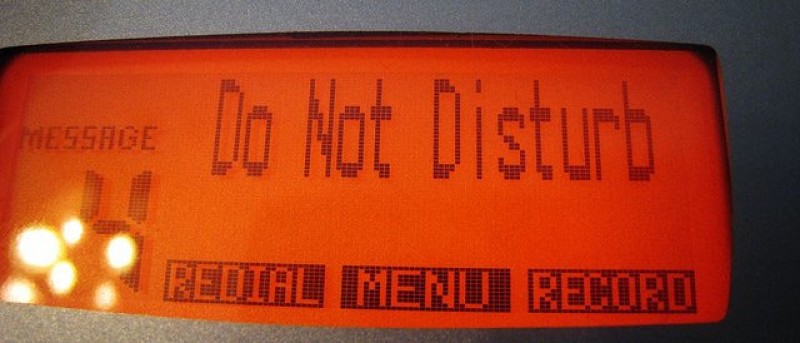 Do Not Disturb
MESSAGE
4
REDIAL MENU RECORD